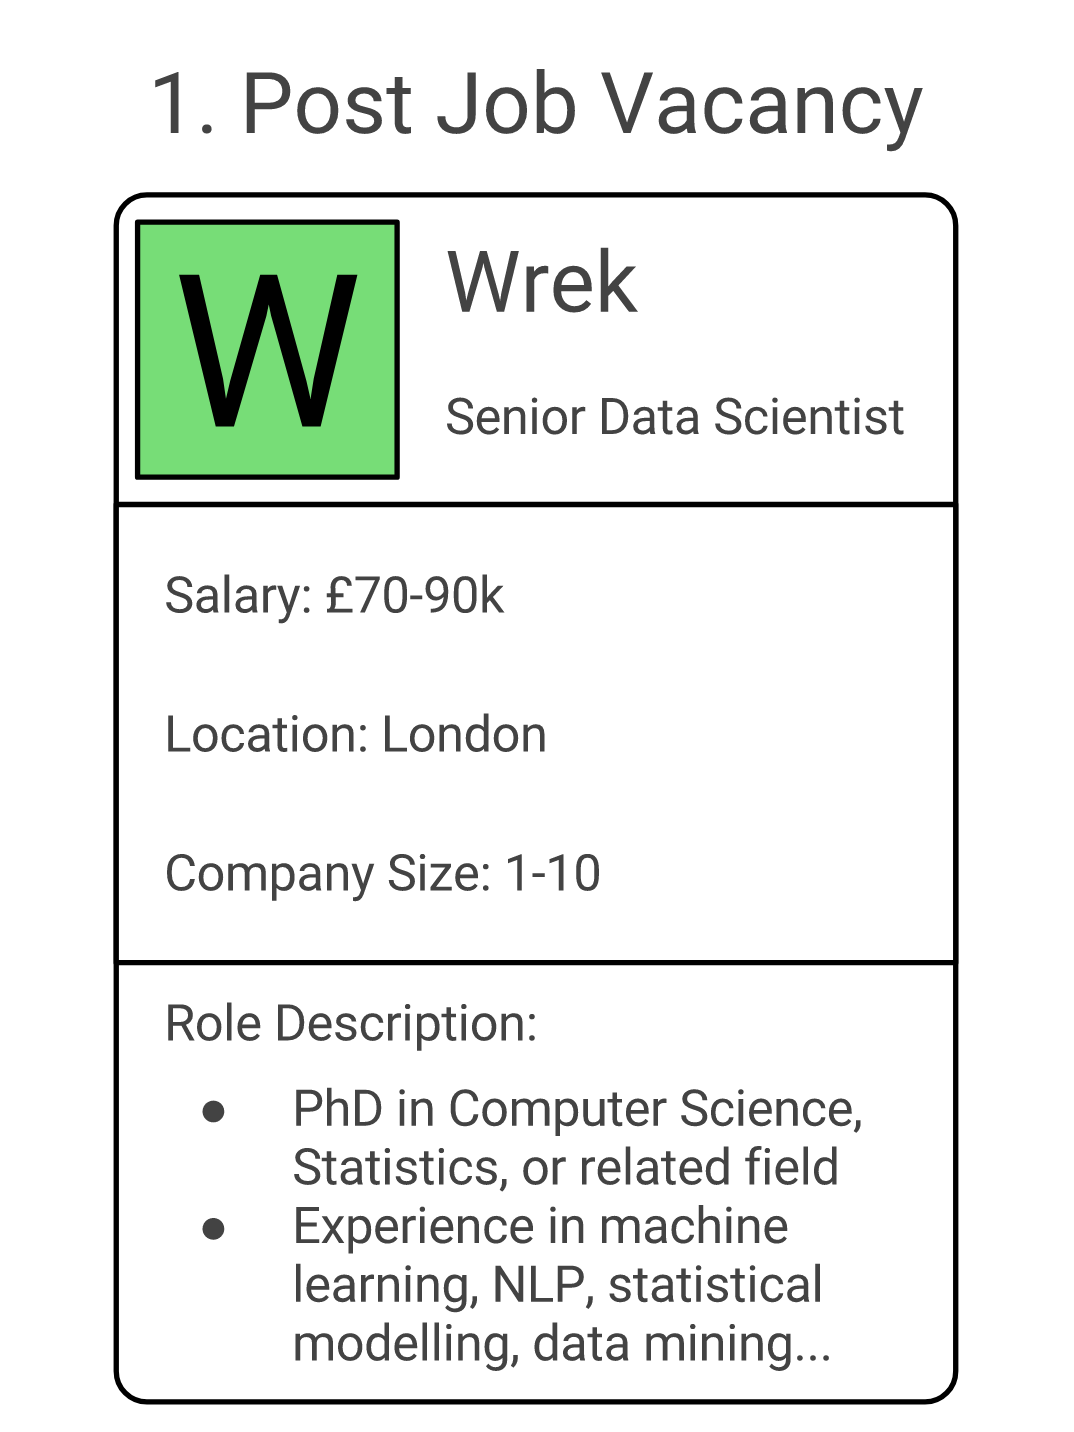 1. Post Job Vacancy
W
Wrek
Senior Data Scientist
Salary: £70-90k
Location: London
Company Size: 1-10
Role Description:
● PhD in Computer Science,
Statistics, or related field
● Experience in machine
learning, NLP, statistical
modelling, data mining...